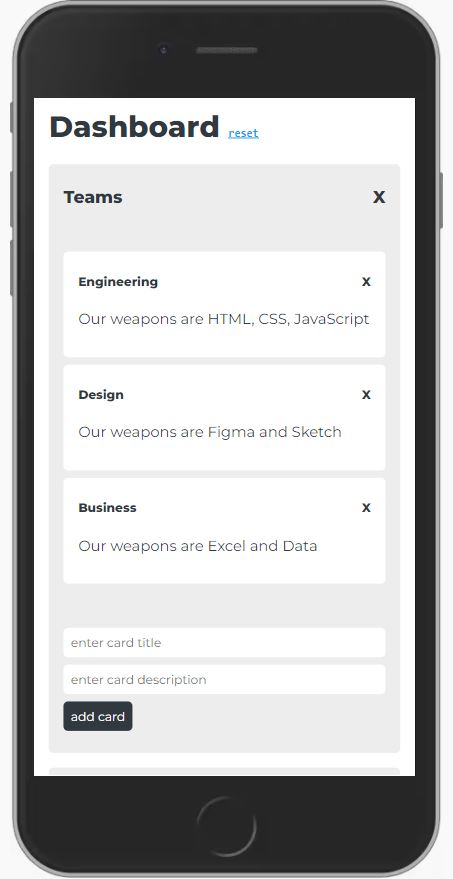 Dashboard reset
Teams X
Engineering X
Our weapons are HTML, CSS, JavaScript
Design X
Our weapons are Figma and Sketch
Business X
Our weapons are Excel and Data
enter card title
enter card description
add card